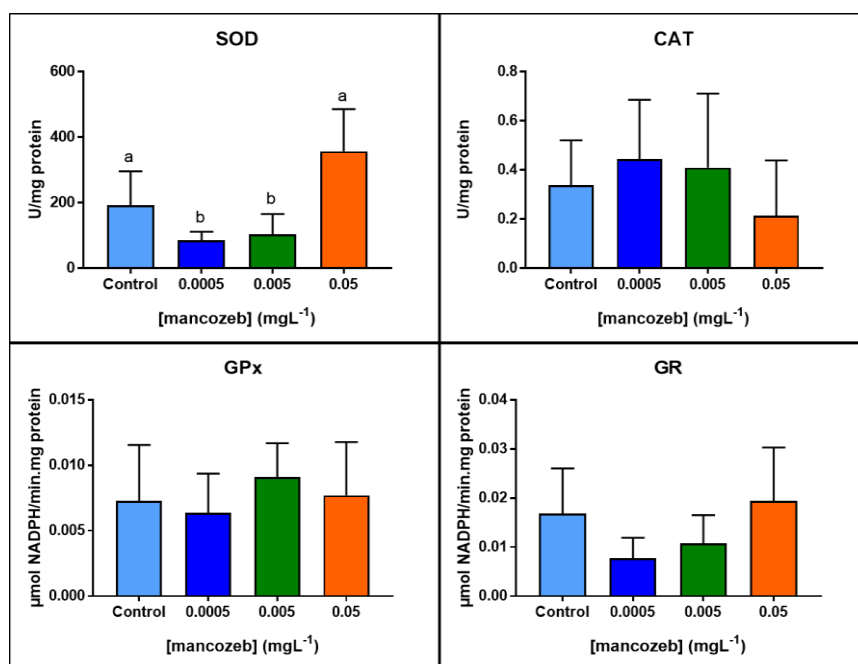 SOD
U/mg protein
600
400
200
0
a
b
b
a
Control 0.0005 0.005 0.05
[mancozeb] (mgL⁻¹)
CAT
U/mg protein
0.8
0.6
0.4
0.2
0.0
Control 0.0005 0.005 0.05
[mancozeb] (mgL⁻¹)
GPx
µmol NADPH/min.mg protein
0.015
0.010
0.005
0.000
Control 0.0005 0.005 0.05
[mancozeb] (mgL⁻¹)
GR
µmol NADPH/min.mg protein
0.04
0.03
0.02
0.01
0.00
Control 0.0005 0.005 0.05
[mancozeb] (mgL⁻¹)